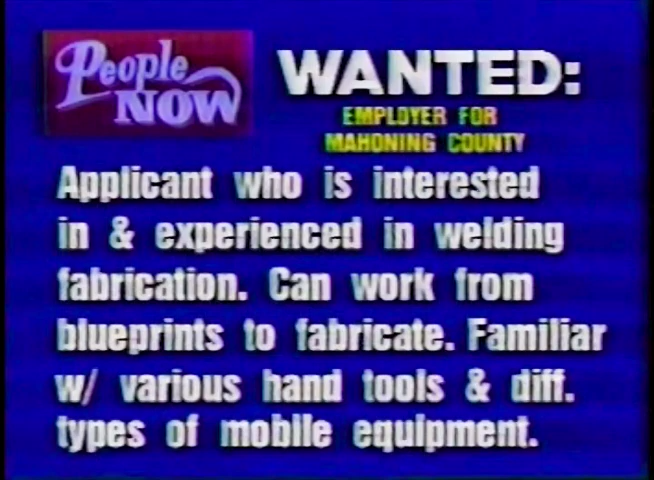 People
NOW
WANTED:
EMPLOYER FOR
MAHONING COUNTY
Applicant who is interested
in & experienced in welding
fabrication. Can work from
blueprints to fabricate. Familiar
w/ various hand tools & diff.
types of mobile equipment.